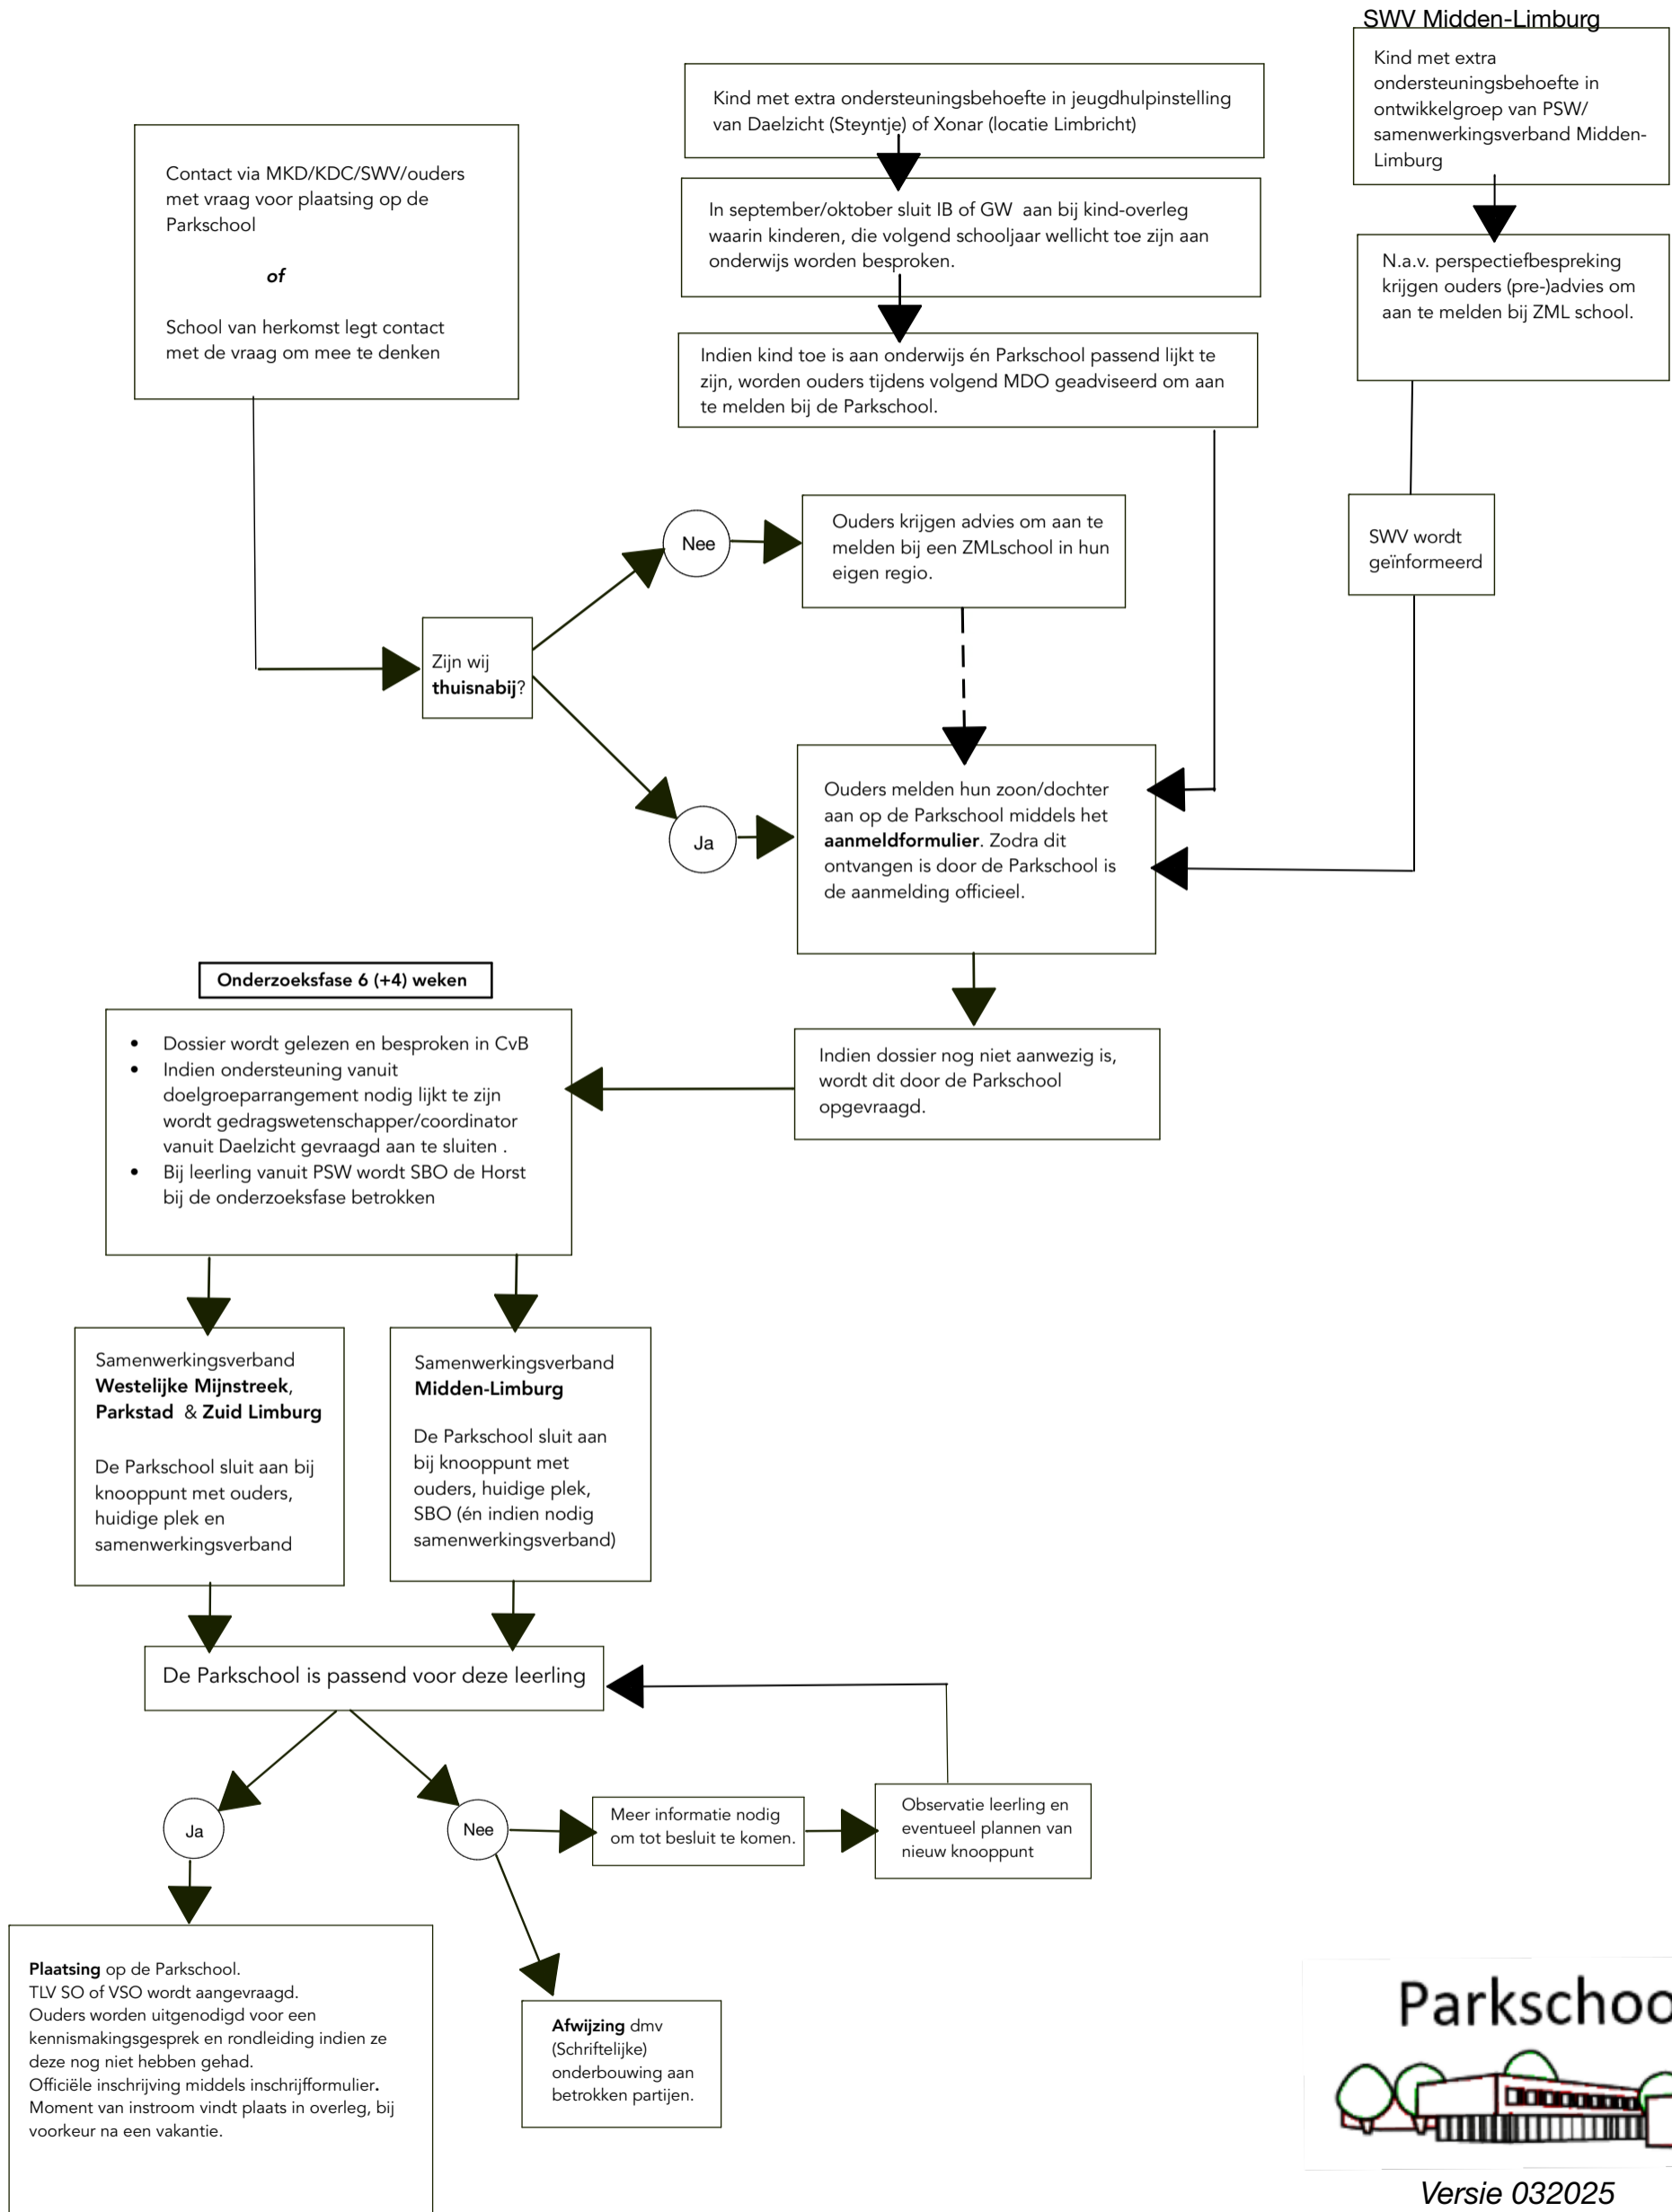 SWV Midden-Limburg
Kind met extra
ondersteuningsbehoefte in
ontwikkelgroep van PSW/
samenwerkingsverband Midden-
Limburg
Kind met extra ondersteuningsbehoefte in jeugdhulpinstelling
van Daelzicht (Steyntje) of Xonar (locatie Limbricht)
Contact via MKD/KDC/SWV/ouders
met vraag voor plaatsing op de
Parkschool
of
School van herkomst legt contact
met de vraag om mee te denken
In september/oktober sluit IB of GW aan bij kind-overleg
waarin kinderen, die volgend schooljaar wellicht toe zijn aan
onderwijs worden besproken.
N.a.v. perspectiefbespreking
krijgen ouders (pre-)advies om
aan te melden bij ZML school.
Indien kind toe is aan onderwijs én Parkschool passend lijkt te
zijn, worden ouders tijdens volgend MDO geadviseerd om aan
te melden bij de Parkschool.
Nee
Ouders krijgen advies om aan te
melden bij een ZMLschool in hun
eigen regio.
SWV wordt
geïnformeerd
Zijn wij
thuisnabij?
Ja
Ouders melden hun zoon/dochter
aan op de Parkschool middels het
aanmeldformulier. Zodra dit
ontvangen is door de Parkschool is
de aanmelding officieel.
Onderzoeksfase 6 (+4) weken
• Dossier wordt gelezen en besproken in CvB
• Indien ondersteuning vanuit
doelgroeparrangement nodig lijkt te zijn
wordt gedragswetenschapper/coordinator
vanuit Daelzicht gevraagd aan te sluiten .
• Bij leerling vanuit PSW wordt SBO de Horst
bij de onderzoeksfase betrokken
Indien dossier nog niet aanwezig is,
wordt dit door de Parkschool
opgevraagd.
Samenwerkingsverband
Westelijke Mijnstreek,
Parkstad & Zuid Limburg
De Parkschool sluit aan bij
knooppunt met ouders,
huidige plek en
samenwerkingsverband
Samenwerkingsverband
Midden-Limburg
De Parkschool sluit aan
bij knooppunt met
ouders, huidige plek,
SBO (én indien nodig
samenwerkingsverband)
De Parkschool is passend voor deze leerling
Ja
Nee
Meer informatie nodig
om tot besluit te komen.
Observatie leerling en
eventueel plannen van
nieuw knooppunt
Plaatsing op de Parkschool.
TLV SO of VSO wordt aangevraagd.
Ouders worden uitgenodigd voor een
kennismakingsgesprek en rondleiding indien ze
deze nog niet hebben gehad.
Officiële inschrijving middels inschrijfformulier.
Moment van instroom vindt plaats in overleg, bij
voorkeur na een vakantie.
Afwijzing dmv
(Schriftelijke)
onderbouwing aan
betrokken partijen.
Parkschoo
Versie 032025